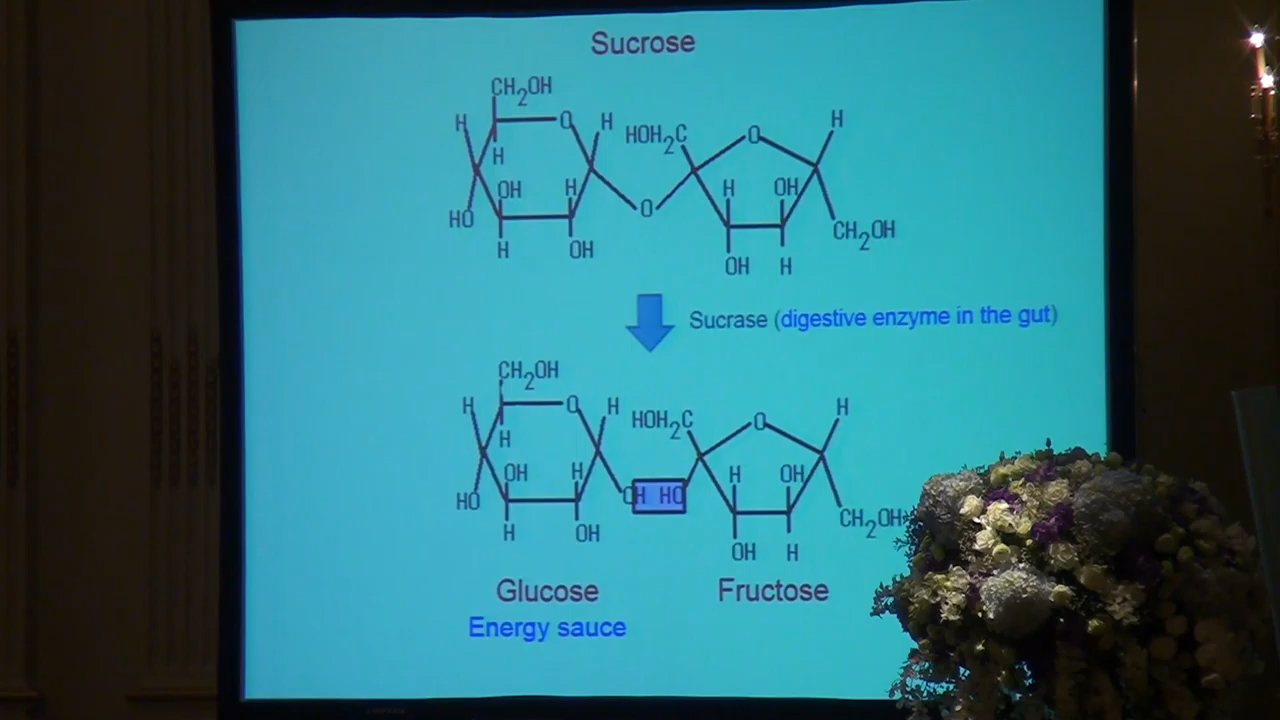 Sucrose
CH2OH
H O H HOH2C O H
H
OH H H OH
HO O CH2OH
H OH OH H
Sucrase (digestive enzyme in the gut)
CH2OH
H O H HOH2C O H
H
OH H H OH
HO OH HO CH2OH
H OH OH H
Glucose Fructose
Energy sauce